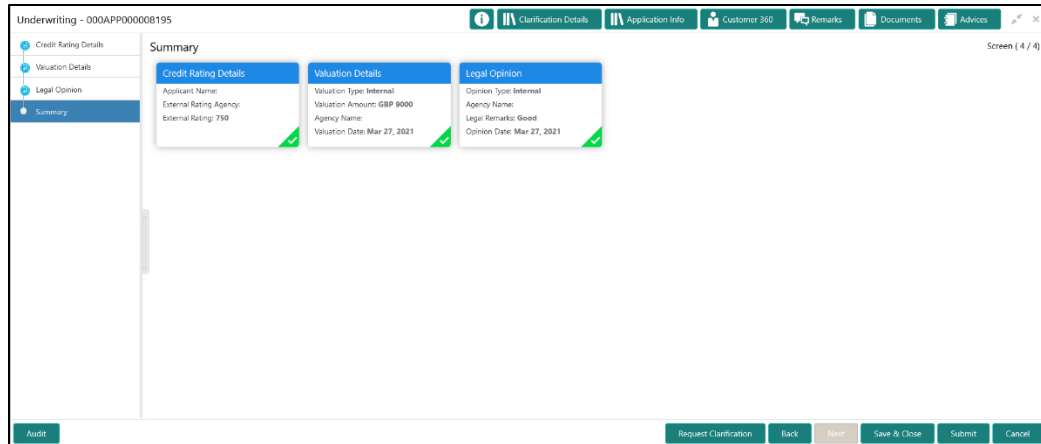 Underwriting - 000APP000008195
Clarification Details
Application Info
Customer 360
Remarks
Documents
Advices
Credit Rating Details
Valuation Details
Legal Opinion
Summary
Summary
Screen ( 4 / 4)
Credit Rating Details
Applicant Name:
External Rating Agency:
External Rating: 750
Valuation Details
Valuation Type: Internal
Valuation Amount: GBP 9000
Agency Name:
Valuation Date: Mar 27, 2021
Legal Opinion
Opinion Type: Internal
Agency Name:
Legal Remarks: Good
Opinion Date: Mar 27, 2021
Audit
Request Clarification
Back
Next
Save & Close
Submit
Cancel